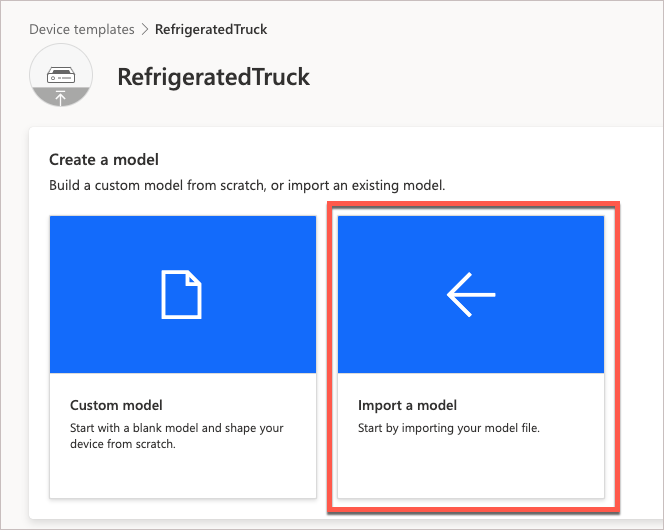 Device templates > RefrigeratedTruck
RefrigeratedTruck
Create a model
Build a custom model from scratch, or import an existing model.
Custom model
Start with a blank model and shape your
device from scratch.
Import a model
Start by importing your model file.